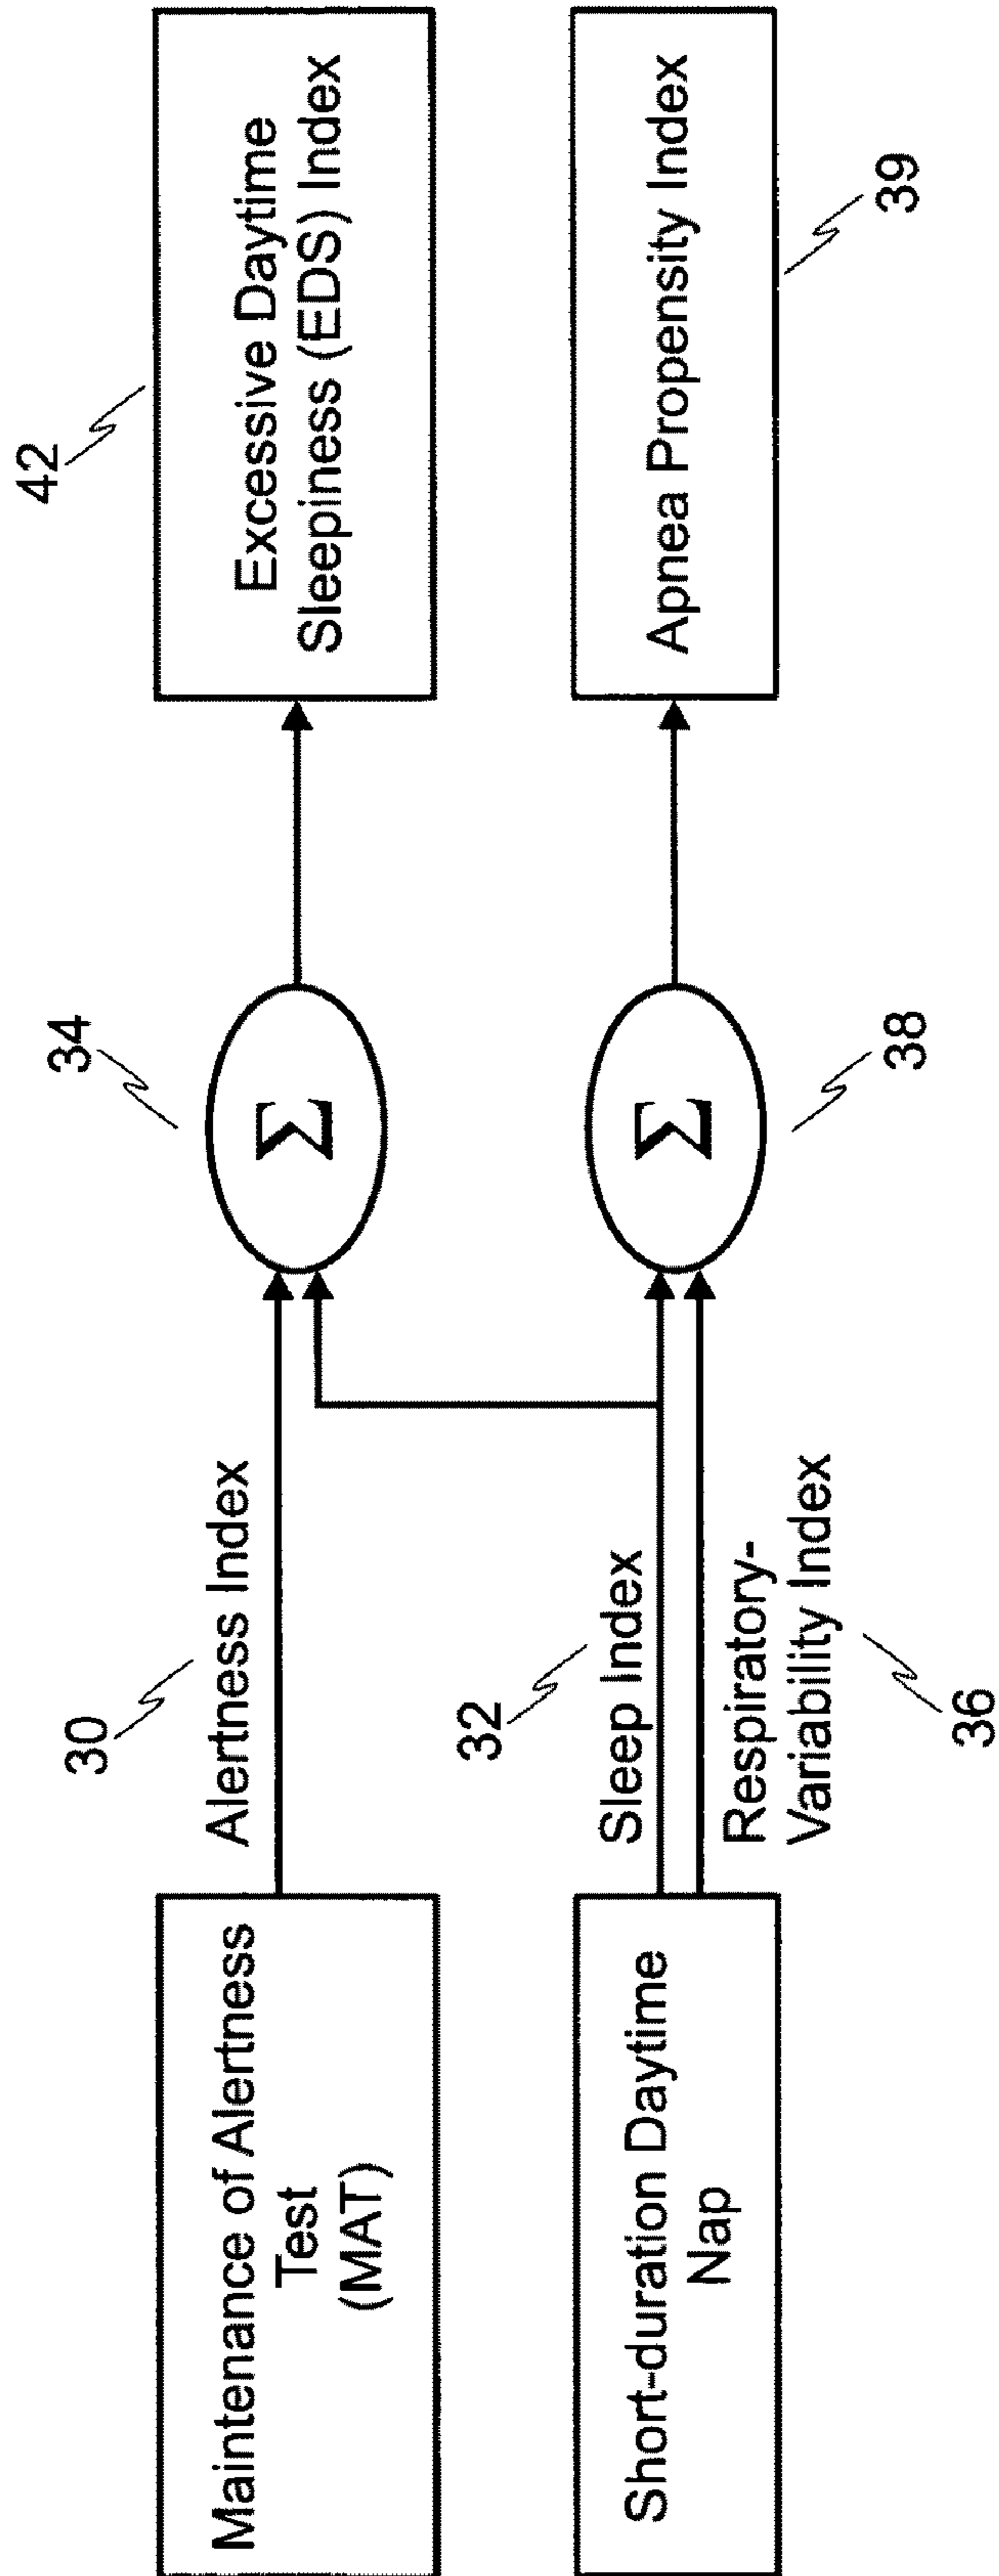 Maintenance of Alertness
Test
(MAT)
30
Alertness Index
34
Σ
42
Excessive Daytime
Sleepiness (EDS) Index
Short-duration Daytime
Nap
32
Sleep Index
Respiratory-
Variability Index
36
Σ
38
Apnea Propensity Index
39